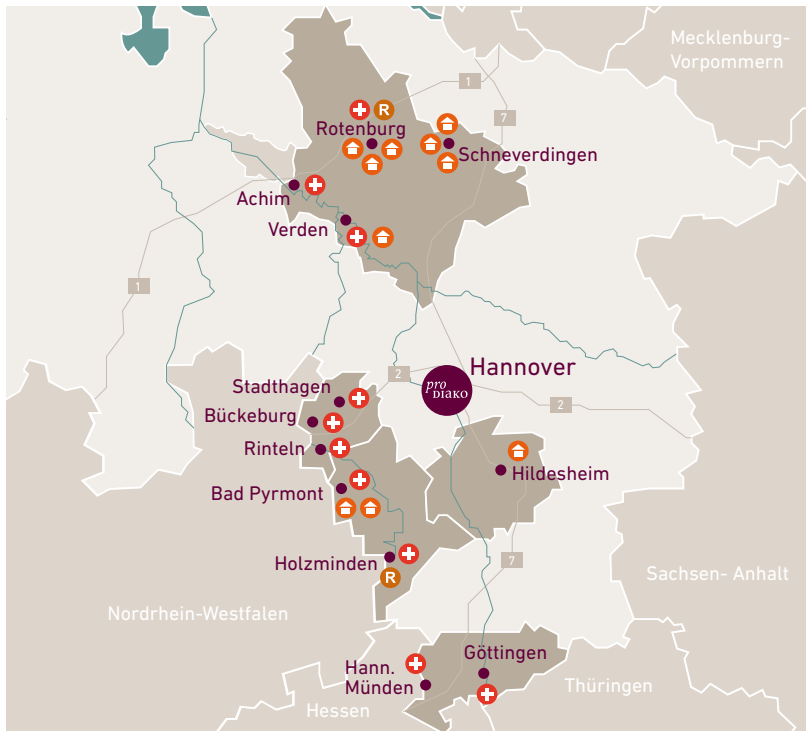 Mecklenburg-
Vorpommern
1
7
R
Rotenburg
Schneverdingen
Achim
Verden
1
Hannover
pro
DIAKO
2
2
Stadthagen
Bückeburg
Rinteln
Bad Pyrmont
Hildesheim
Holzminden
R
7
Sachsen- Anhalt
Nordrhein-Westfalen
Göttingen
Hann.
Münden
Thüringen
Hessen